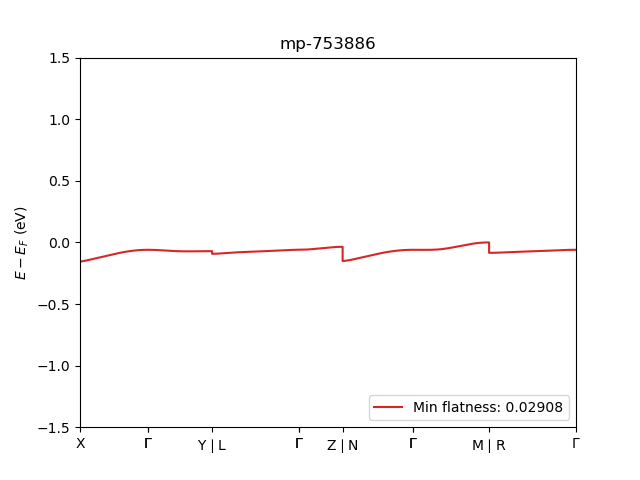 mp-753886
1.5
1.0
0.5
0.0
−0.5
−1.0
−1.5
E − E_F (eV)
Min flatness: 0.02908
X Γ Y | L Γ Z | N Γ M | R Γ